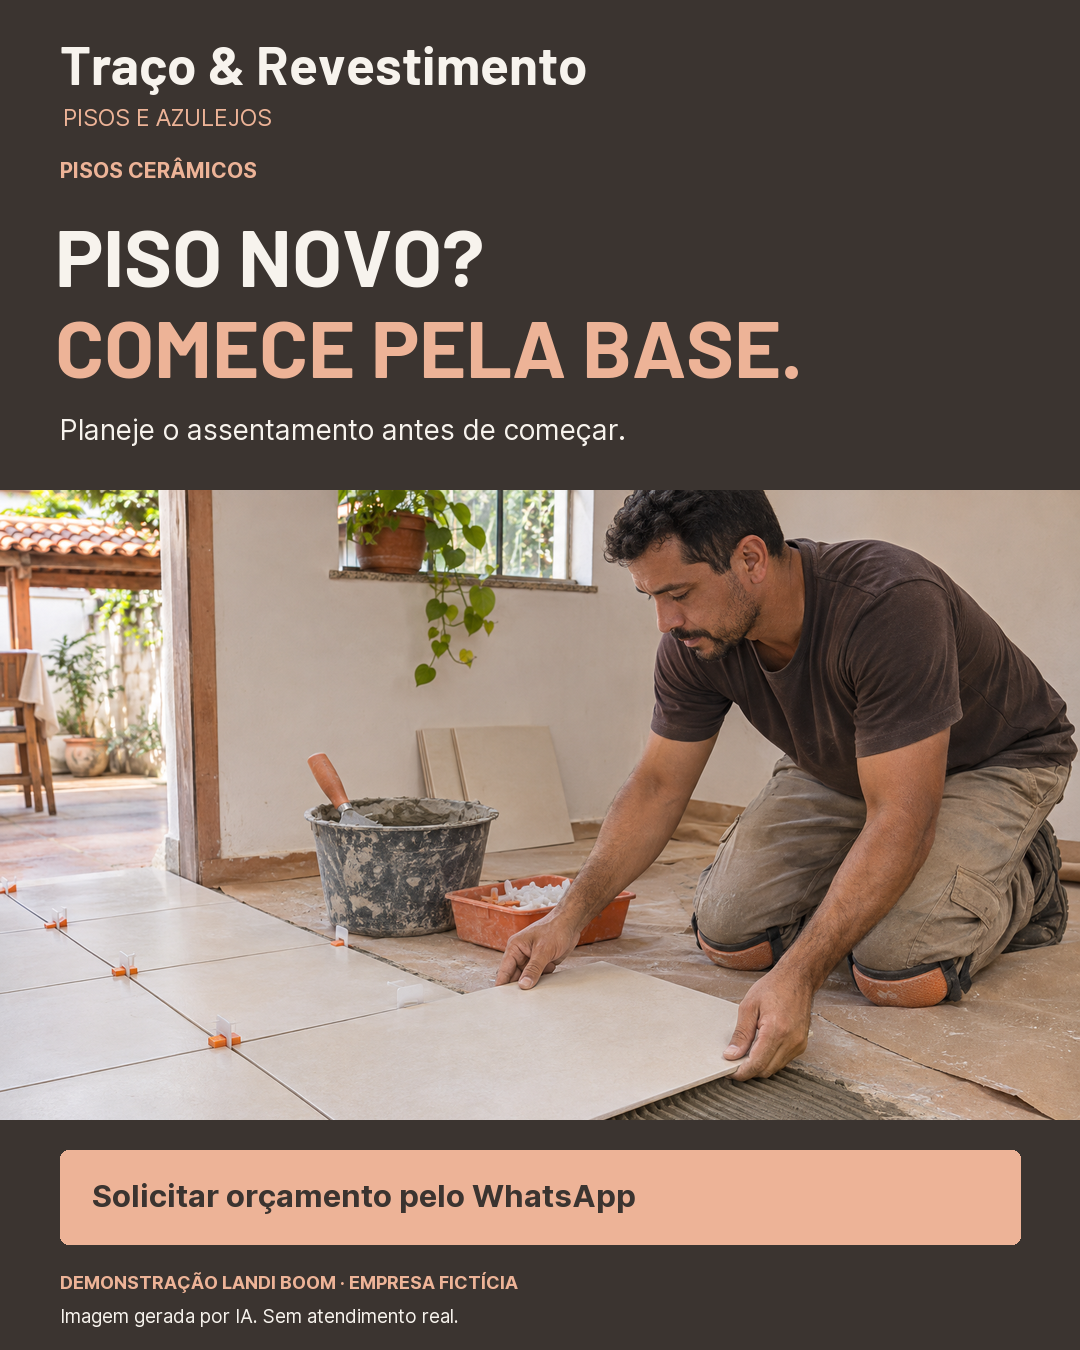 Traço & Revestimento
PISOS E AZULEJOS
PISOS CERÂMICOS
PISO NOVO?
COMECE PELA BASE.
Planeje o assentamento antes de começar.
Solicitar orçamento pelo WhatsApp
DEMONSTRAÇÃO LANDI BOOM · EMPRESA FICTÍCIA
Imagem gerada por IA. Sem atendimento real.